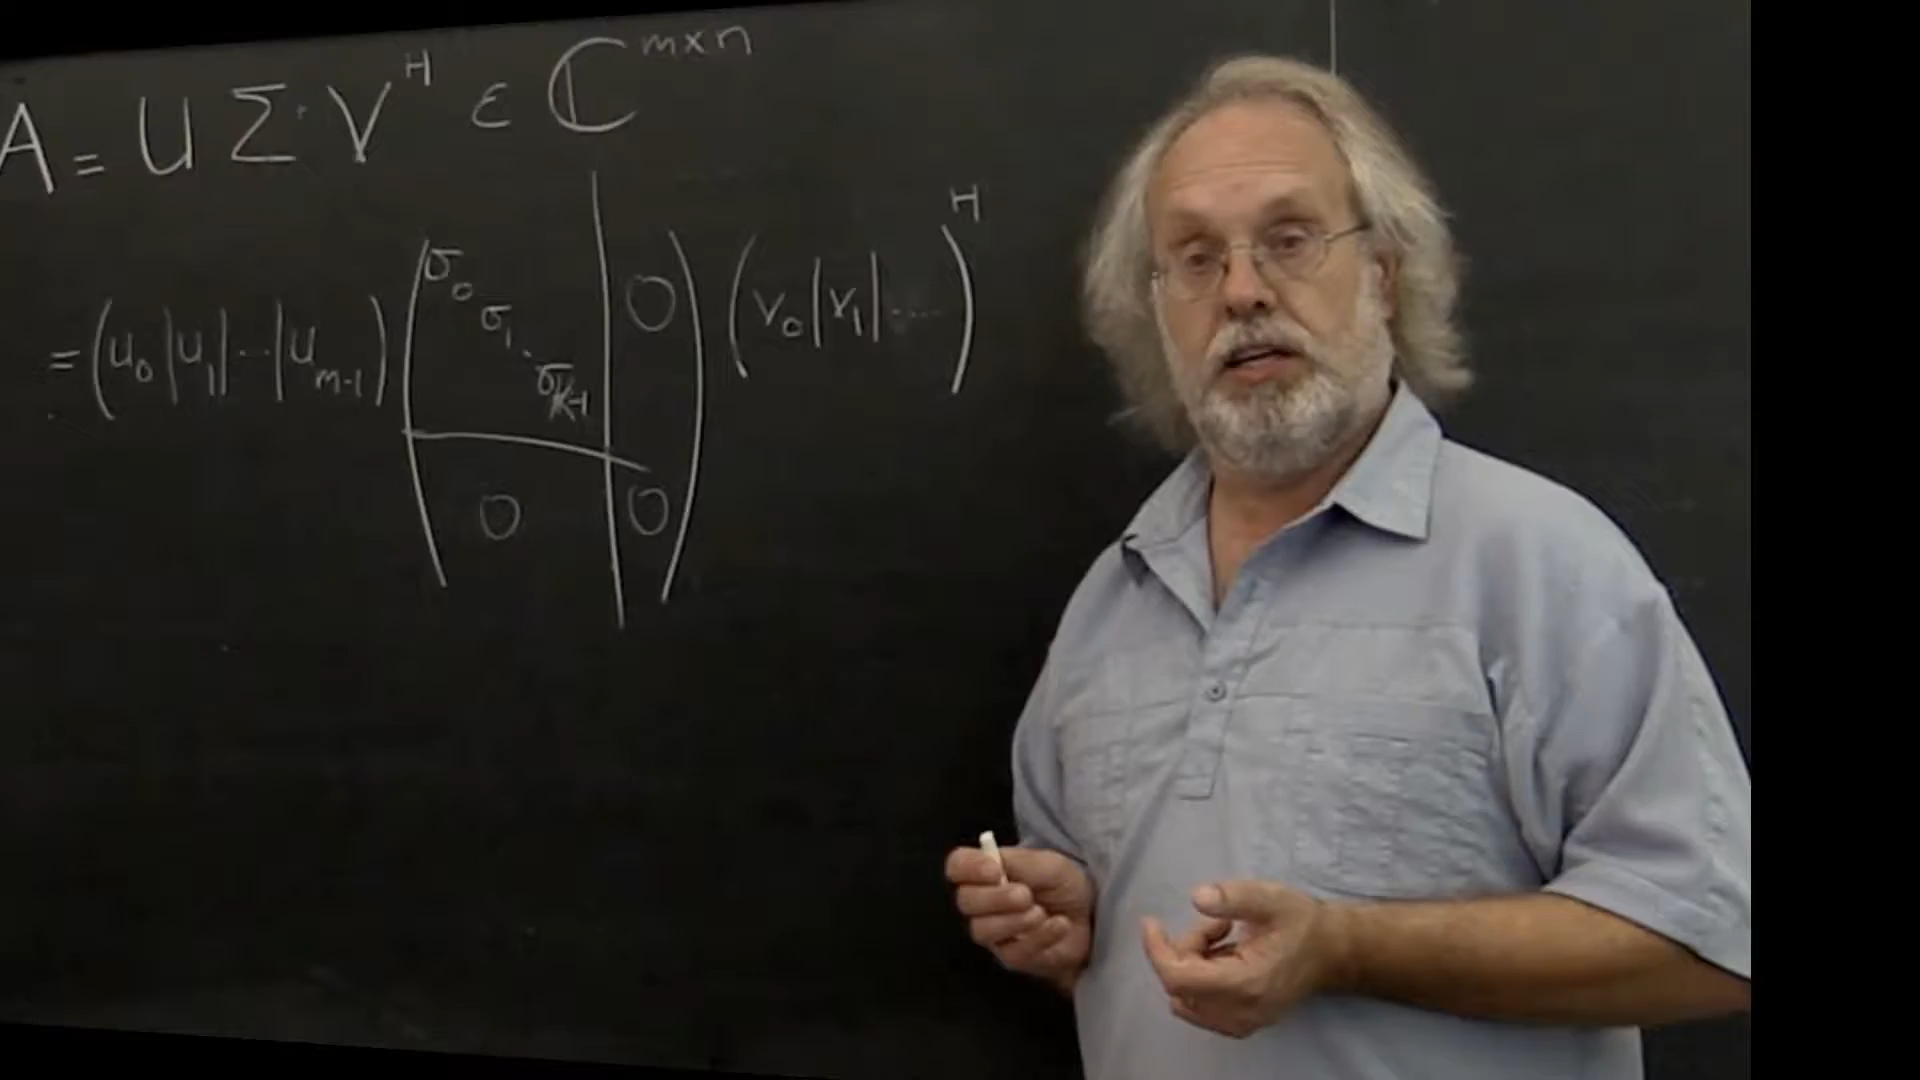 A = U Σ V^H ∈ ℂ^{m×n}
= (u_0 | u_1 | ... | u_{m-1}) (σ_0 σ_1 . . σ_{k-1} | 0 ; 0 | 0) (v_0 | v_1 | ...)^H